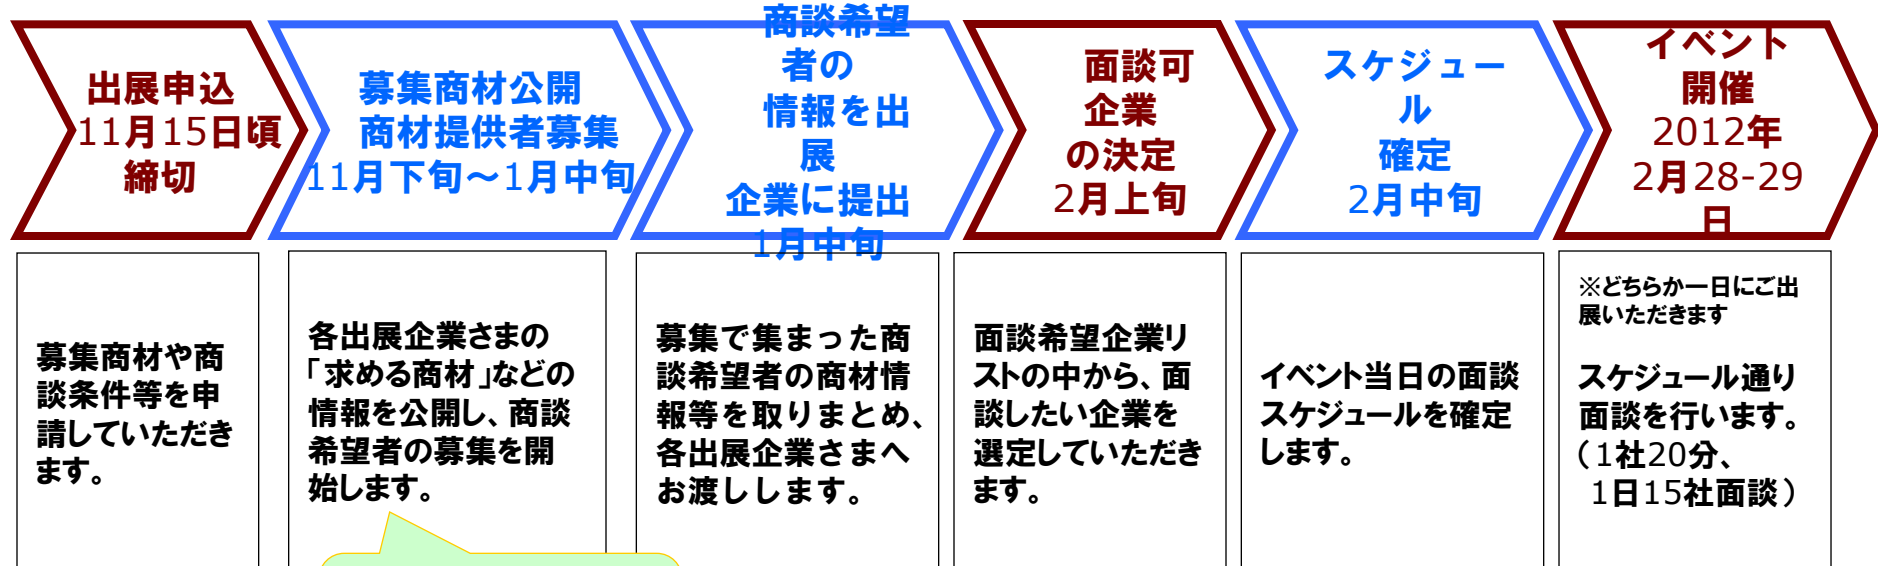 出展申込
11月15日頃
締切
募集商材公開
商材提供者募集
11月下旬～1月中旬
商談希望
者の
情報を出
展
企業に提出
1月中旬
面談可
企業
の決定
2月上旬
スケジュー
ル
確定
2月中旬
イベント
開催
2012年
2月28-29
日
募集商材や商
談条件等を申
請していただき
ます。
各出展企業さまの
「求める商材」などの
情報を公開し、商談
希望者の募集を開
始します。
募集で集まった商
談希望者の商材情
報等を取りまとめ、
各出展企業さまへ
お渡しします。
面談希望企業リ
ストの中から、面
談したい企業を
選定していただき
ます。
イベント当日の面談
スケジュールを確定
します。
※どちらか一日にご出
展いただきます
スケジュール通り
面談を行います。
（1社20分、
1日15社面談）